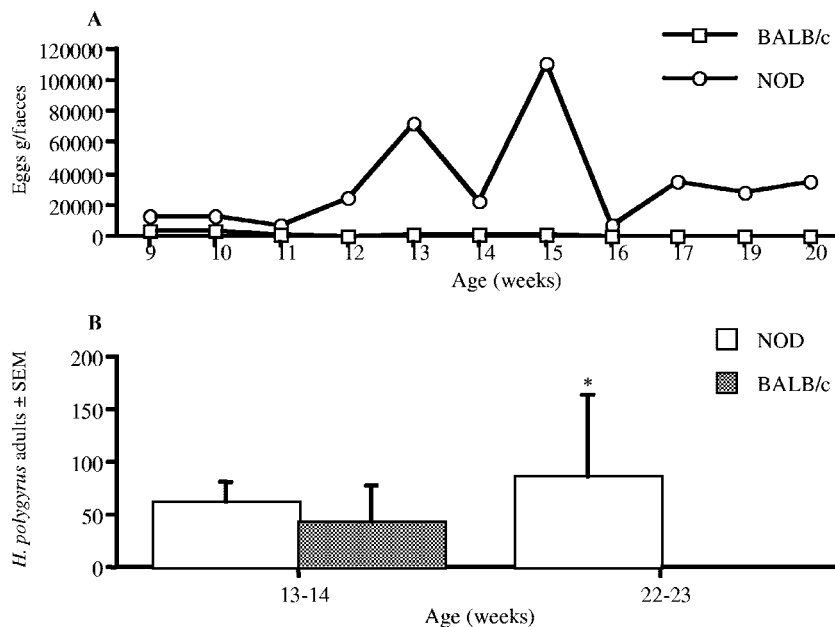 A
BALB/c
NOD
Eggs g/faeces
120000
100000
80000
60000
40000
20000
0
9 10 11 12 13 14 15 16 17 19 20
Age (weeks)
B
NOD
BALB/c
H. polygyrus adults ± SEM
200
150
100
50
0
*
13-14 22-23
Age (weeks)